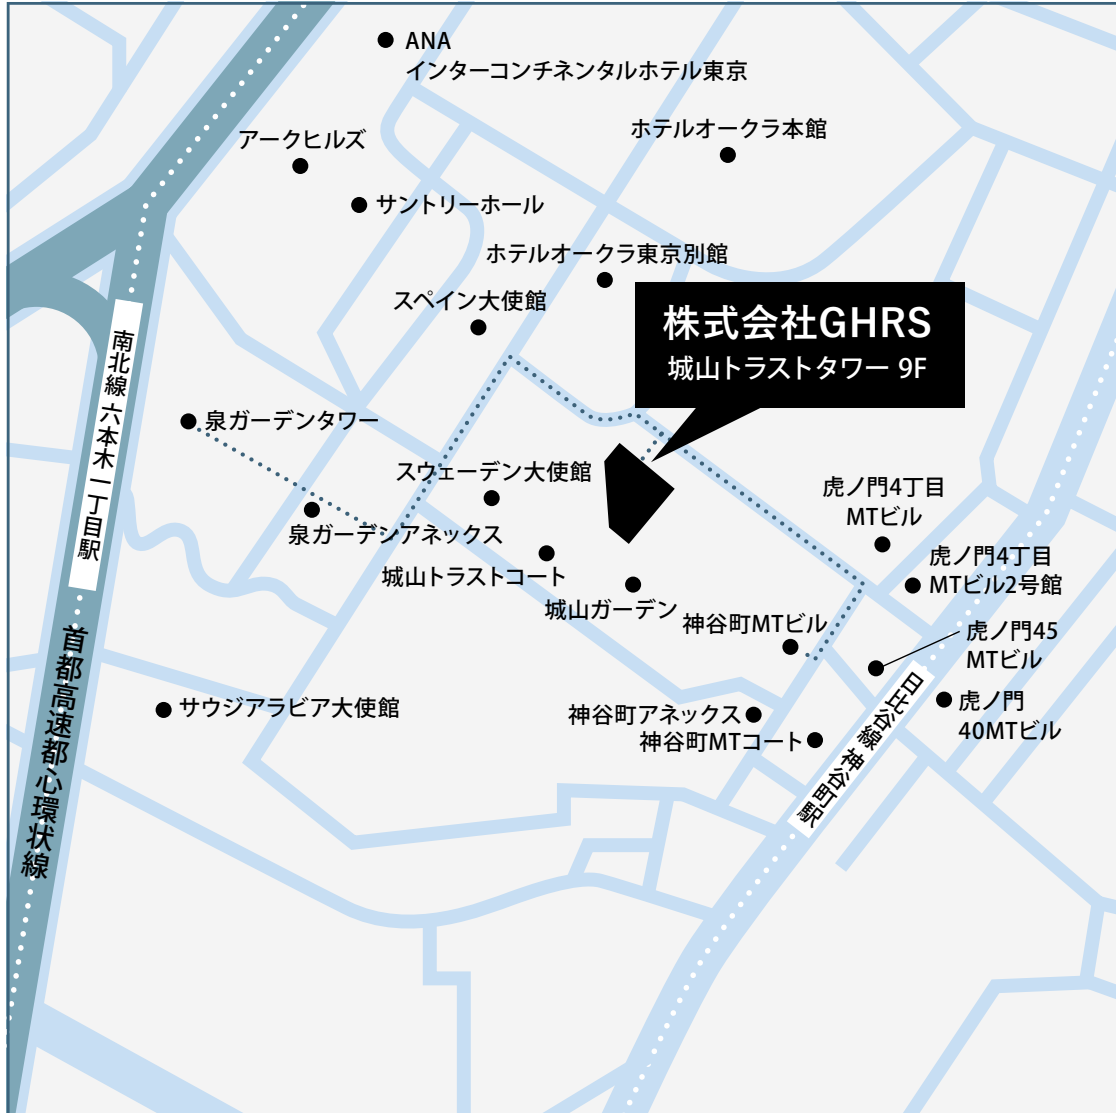 ANA
インターコンチネンタルホテル東京
アークヒルズ
ホテルオークラ本館
サントリーホール
ホテルオークラ東京別館
スペイン大使館
株式会社GHRS
城山トラストタワー 9F
南北線 六本木一丁目駅
泉ガーデンタワー
スウェーデン大使館
虎ノ門4丁目
MTビル
泉ガーデンアネックス
虎ノ門4丁目
MTビル2号館
城山トラストコート
城山ガーデン
神谷町MTビル
虎ノ門45
MTビル
首都高速都心環状線
サウジアラビア大使館
神谷町アネックス
神谷町MTコート
日比谷線 神谷町駅
虎ノ門
40MTビル